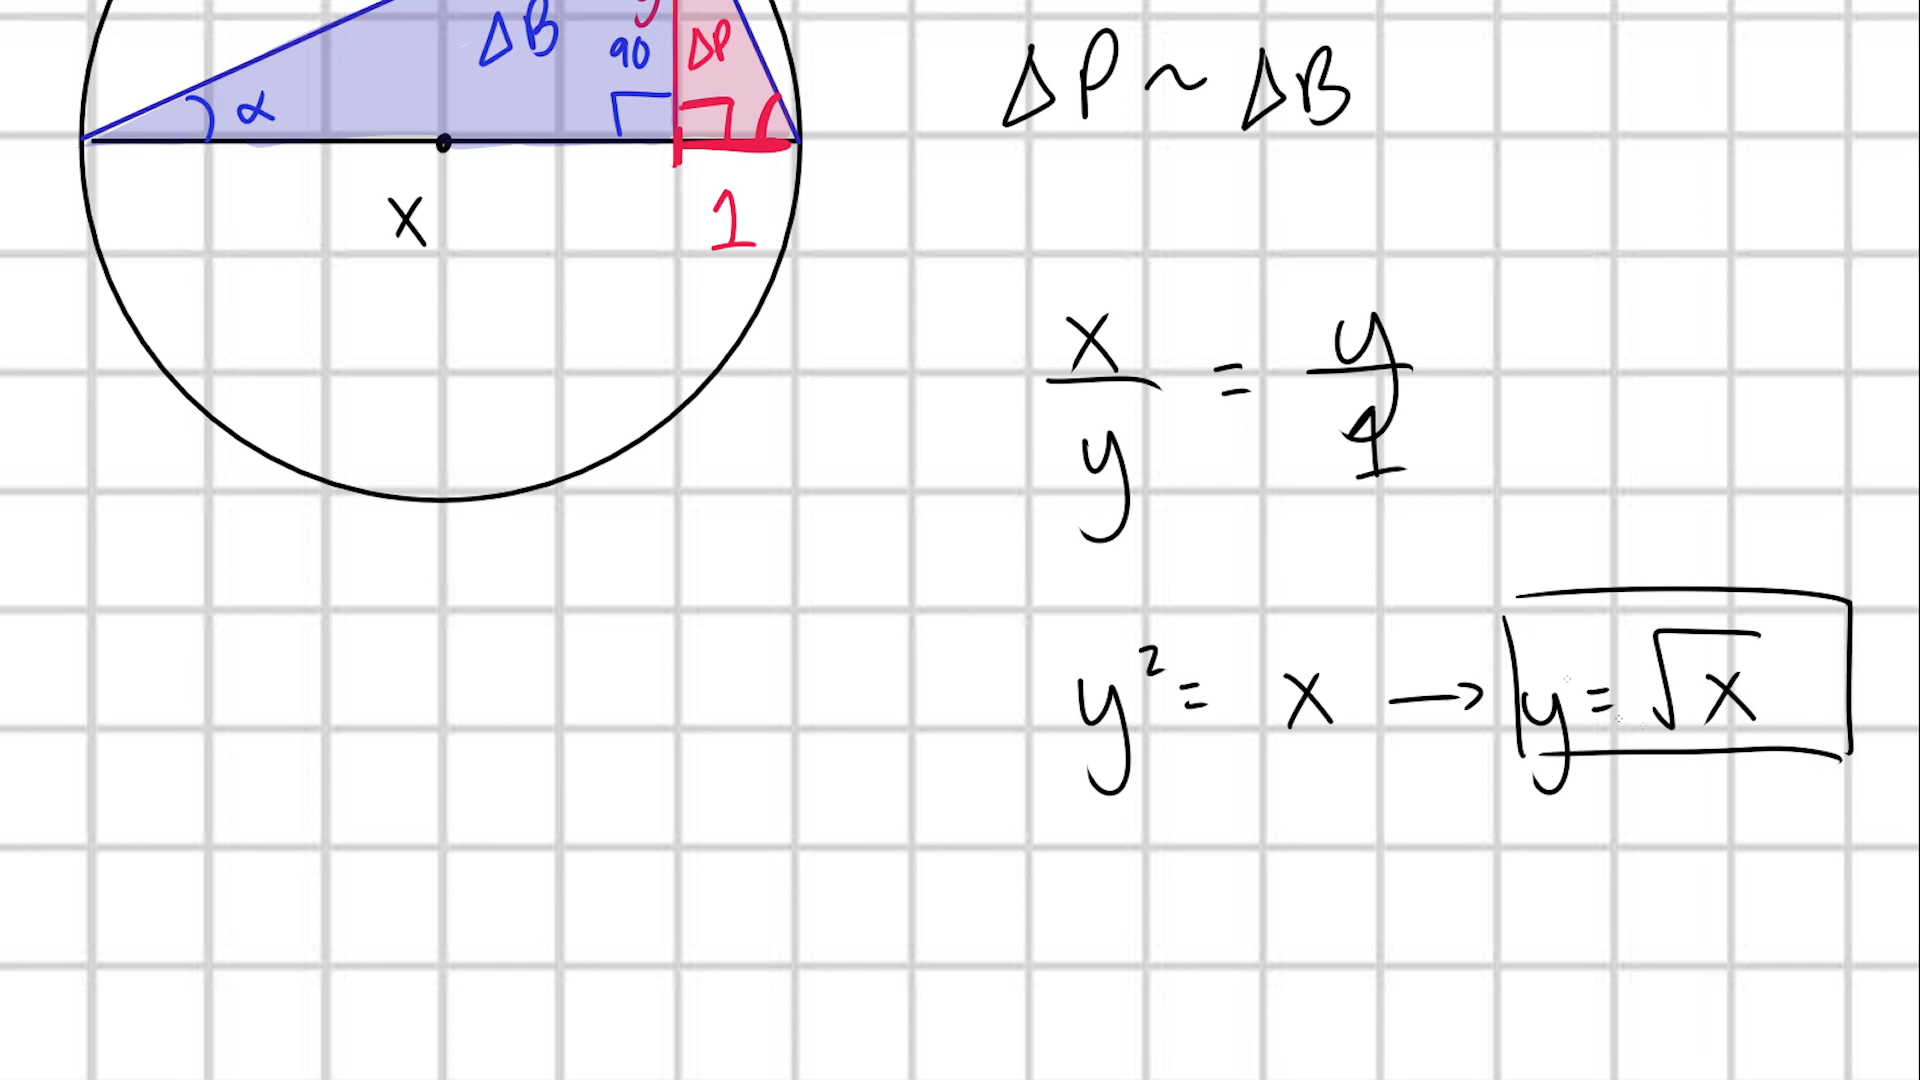 ΔB
y
90
ΔP
α
x
1
ΔP ~ ΔB
x/y = y/1
y² = x → y = √x